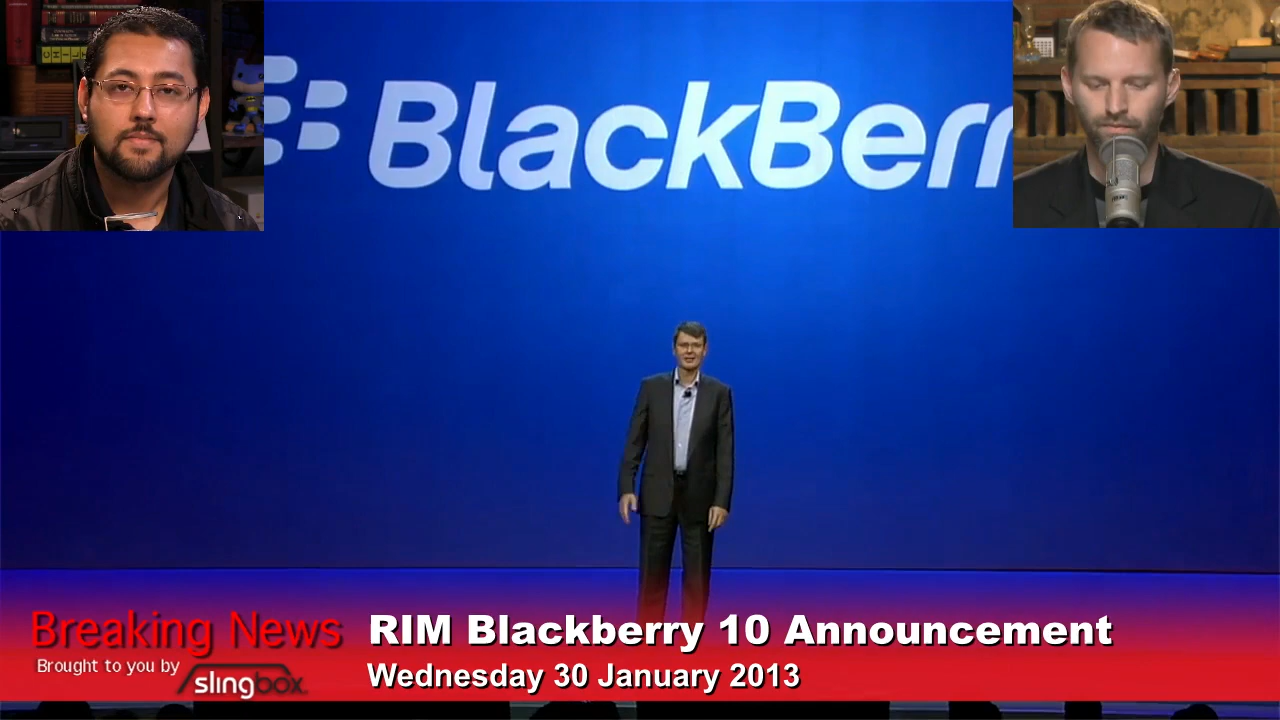 BlackBerr
Breaking News
Brought to you by
slingbox.
RIM Blackberry 10 Announcement
Wednesday 30 January 2013